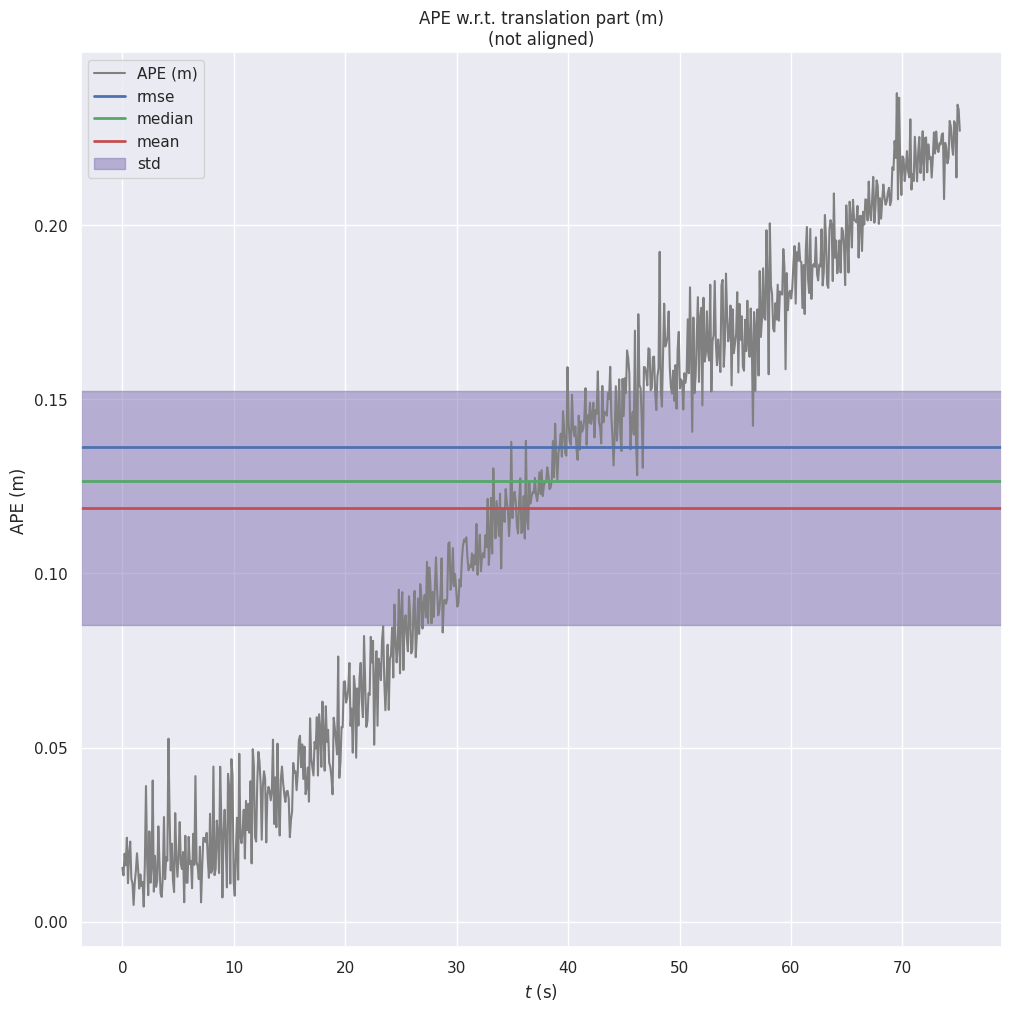 APE w.r.t. translation part (m)
(not aligned)
APE (m)
rmse
median
mean
std
APE (m)
0.20
0.15
0.10
0.05
0.00
0 10 20 30 40 50 60 70
t (s)